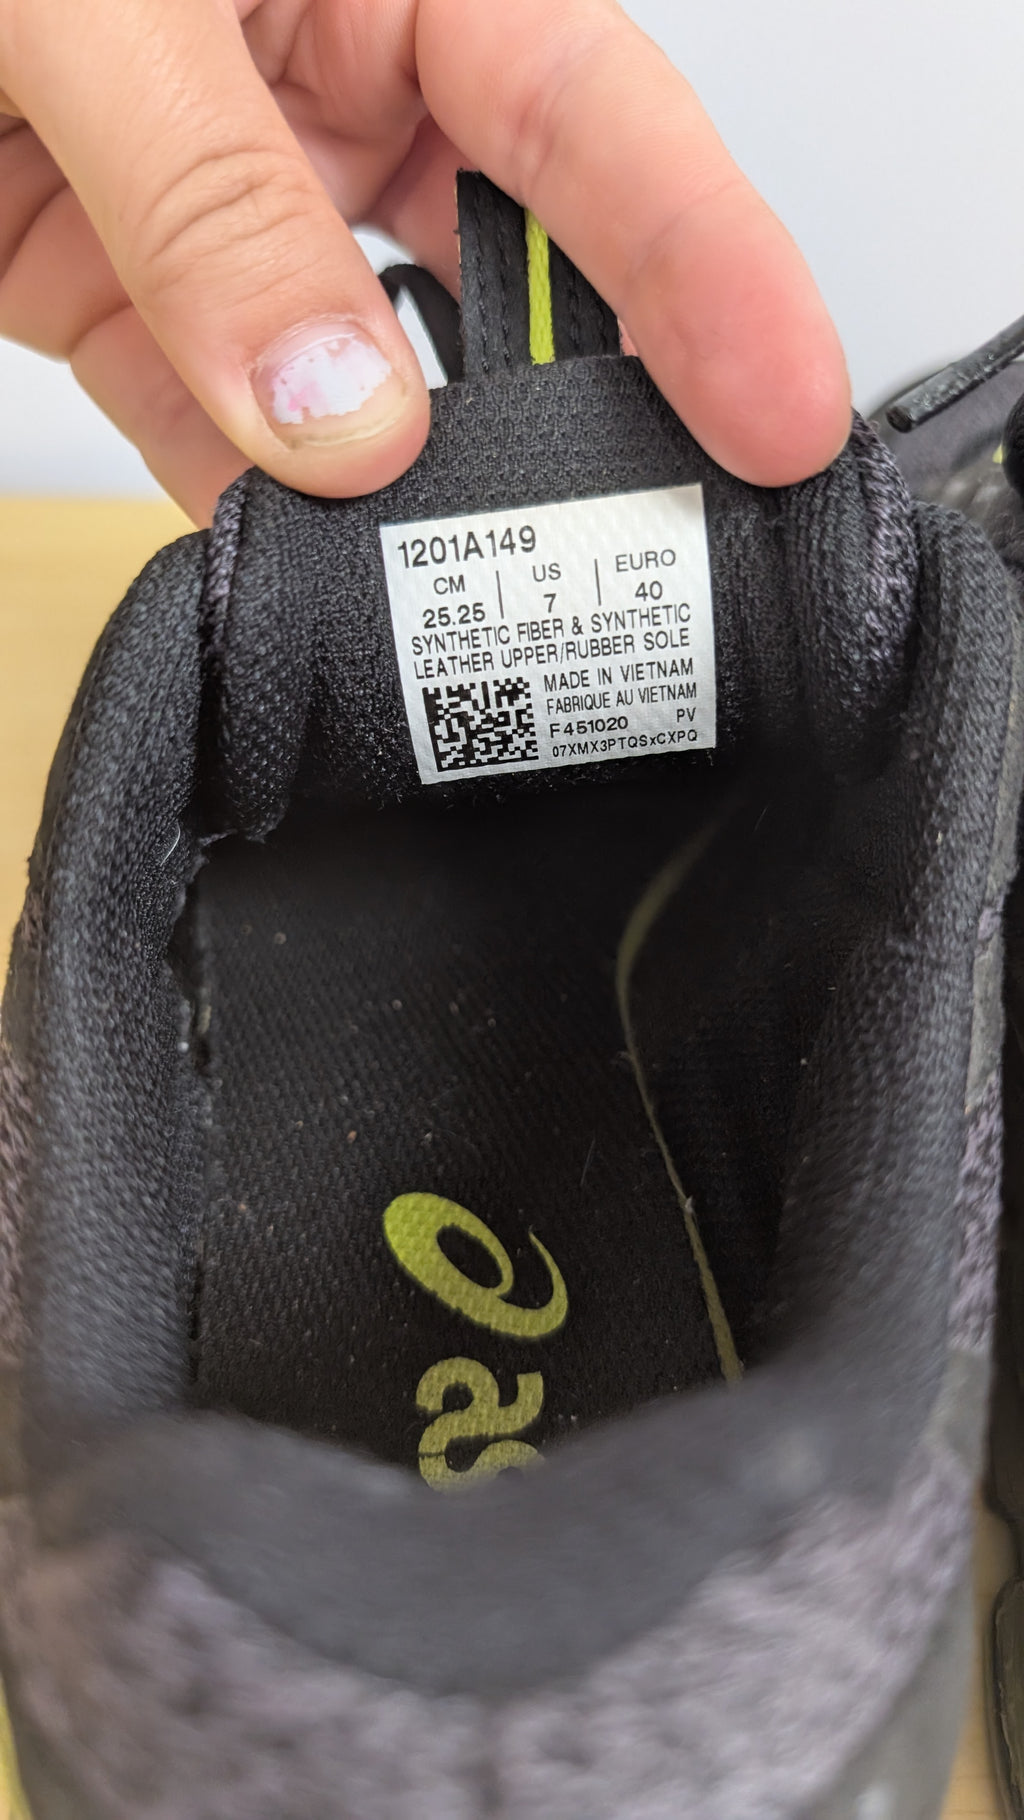 1201A149
CM | US | EURO
25.25 | 7 | 40
SYNTHETIC FIBER & SYNTHETIC
LEATHER UPPER/RUBBER SOLE
MADE IN VIETNAM
FABRIQUE AU VIETNAM
F451020 PV
07XMX3PTQSxCXPQ
as